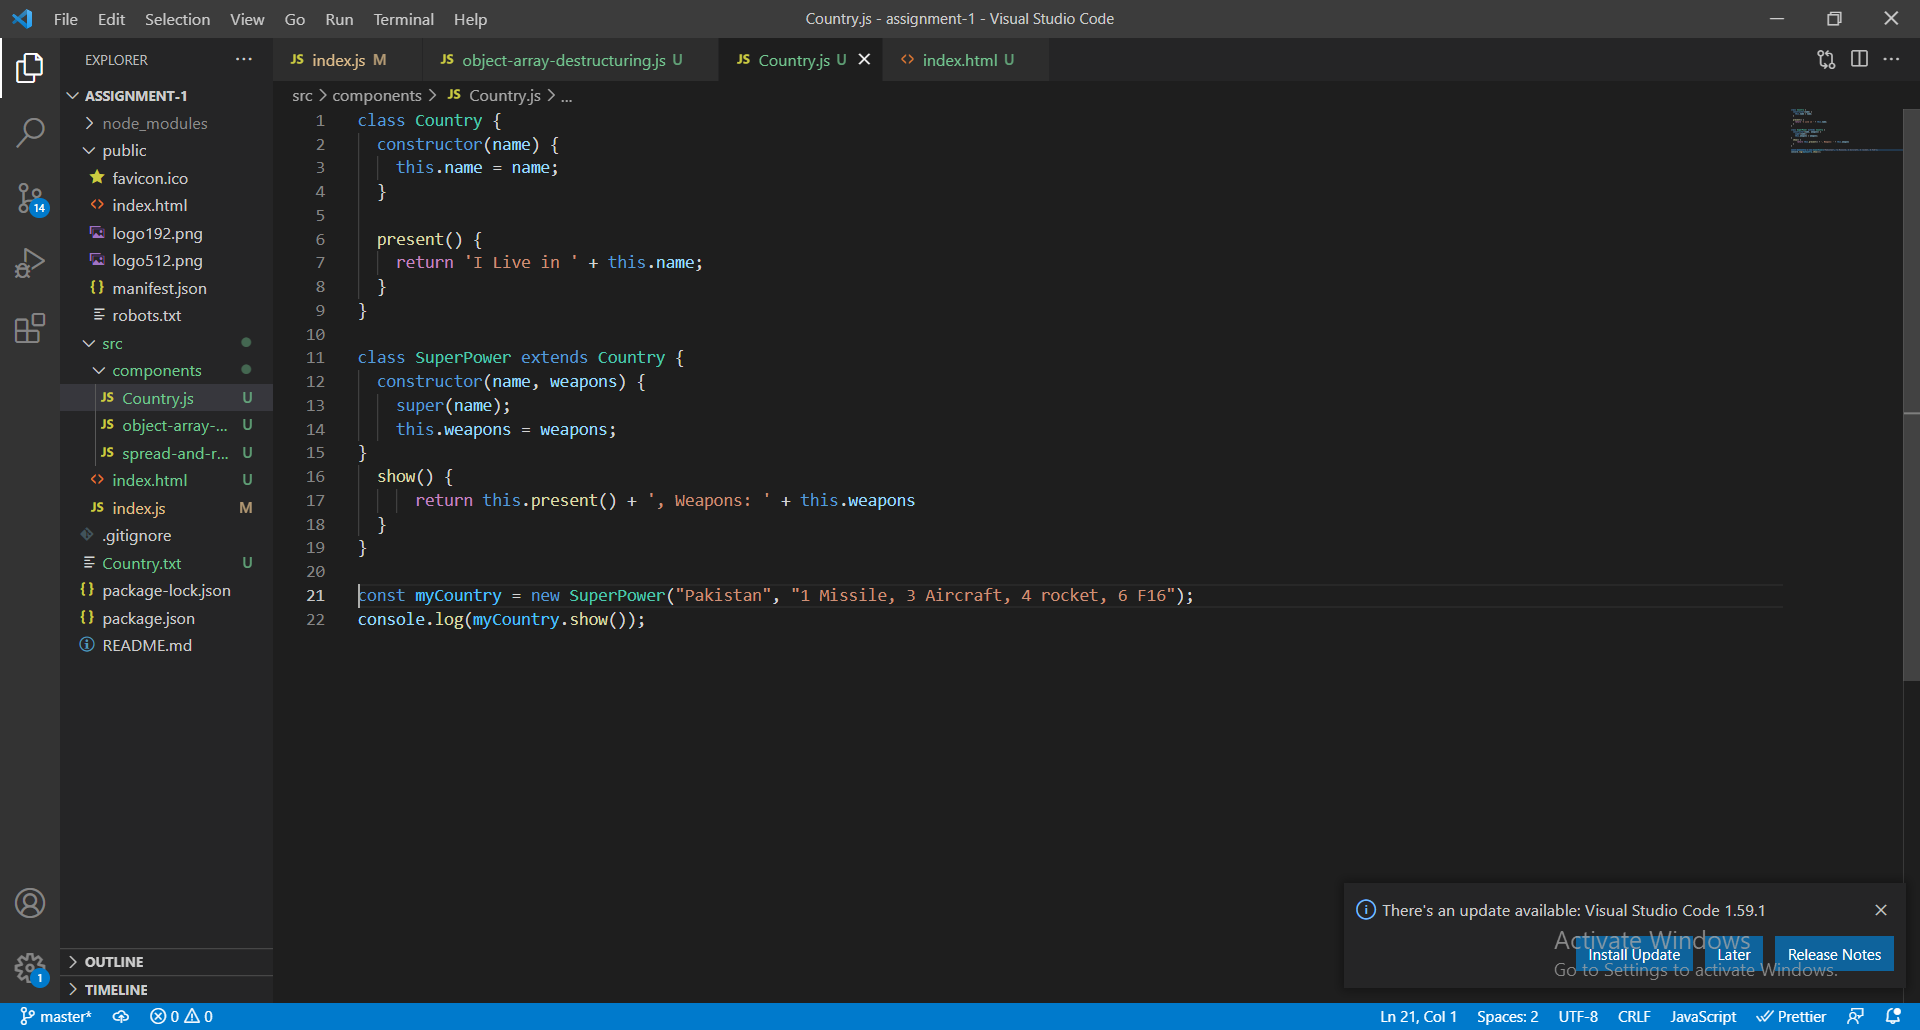 File Edit Selection View Go Run Terminal Help
Country.js - assignment-1 - Visual Studio Code
EXPLORER ...
JS index.js M
JS object-array-destructuring.js U
JS Country.js U
<> index.html U
src > components > JS Country.js > ...
ASSIGNMENT-1
node_modules
public
favicon.ico
<> index.html
logo192.png
logo512.png
{} manifest.json
robots.txt
src
components
JS Country.js U
JS object-array-... U
JS spread-and-r... U
<> index.html U
JS index.js M
.gitignore
Country.txt U
{} package-lock.json
{} package.json
README.md
OUTLINE
TIMELINE
14
1
1 class Country {
2 constructor(name) {
3 this.name = name;
4 }
5
6 present() {
7 return 'I Live in ' + this.name;
8 }
9 }
10
11 class SuperPower extends Country {
12 constructor(name, weapons) {
13 super(name);
14 this.weapons = weapons;
15 }
16 show() {
17 return this.present() + ', Weapons: ' + this.weapons
18 }
19 }
20
21 const myCountry = new SuperPower("Pakistan", "1 Missile, 3 Aircraft, 4 rocket, 6 F16");
22 console.log(myCountry.show());
There's an update available: Visual Studio Code 1.59.1
Install Update Later Release Notes
Activate Windows
Go to Settings to activate Windows.
master* 0 0
Ln 21, Col 1 Spaces: 2 UTF-8 CRLF JavaScript Prettier